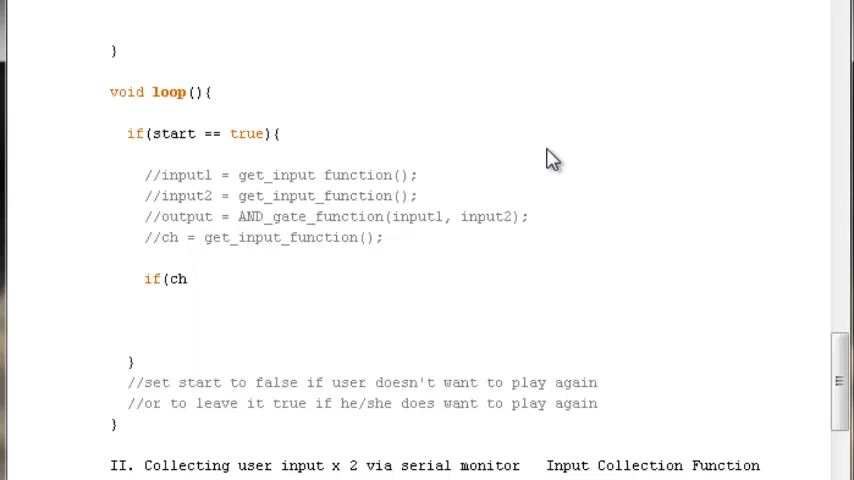 }
void loop(){
if(start == true){
//input1 = get_input function();
//input2 = get_input_function();
//output = AND_gate_function(input1, input2);
//ch = get_input_function();
if(ch
}
//set start to false if user doesn't want to play again
//or to leave it true if he/she does want to play again
}
II. Collecting user input x 2 via serial monitor   Input Collection Function